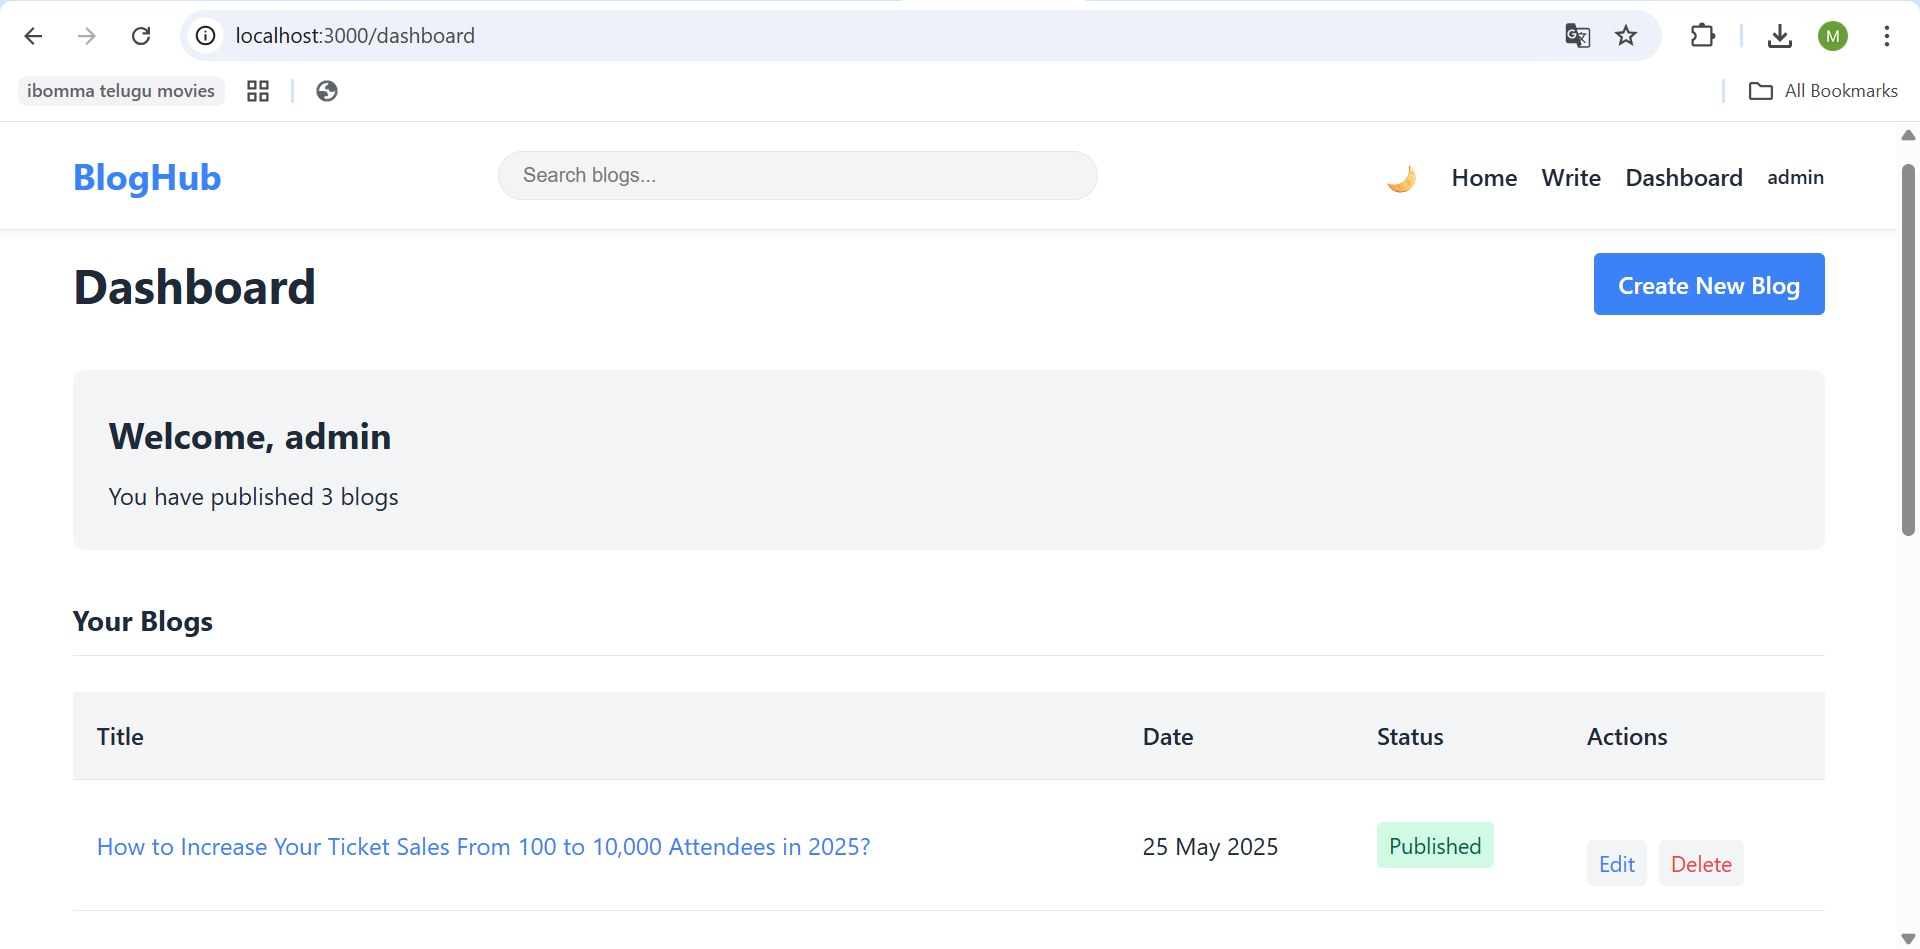 localhost:3000/dashboard
M
ibomma telugu movies
All Bookmarks
BlogHub
Search blogs...
Home Write Dashboard admin
Dashboard
Create New Blog
Welcome, admin
You have published 3 blogs
Your Blogs
Title Date Status Actions
How to Increase Your Ticket Sales From 100 to 10,000 Attendees in 2025? 25 May 2025 Published Edit Delete